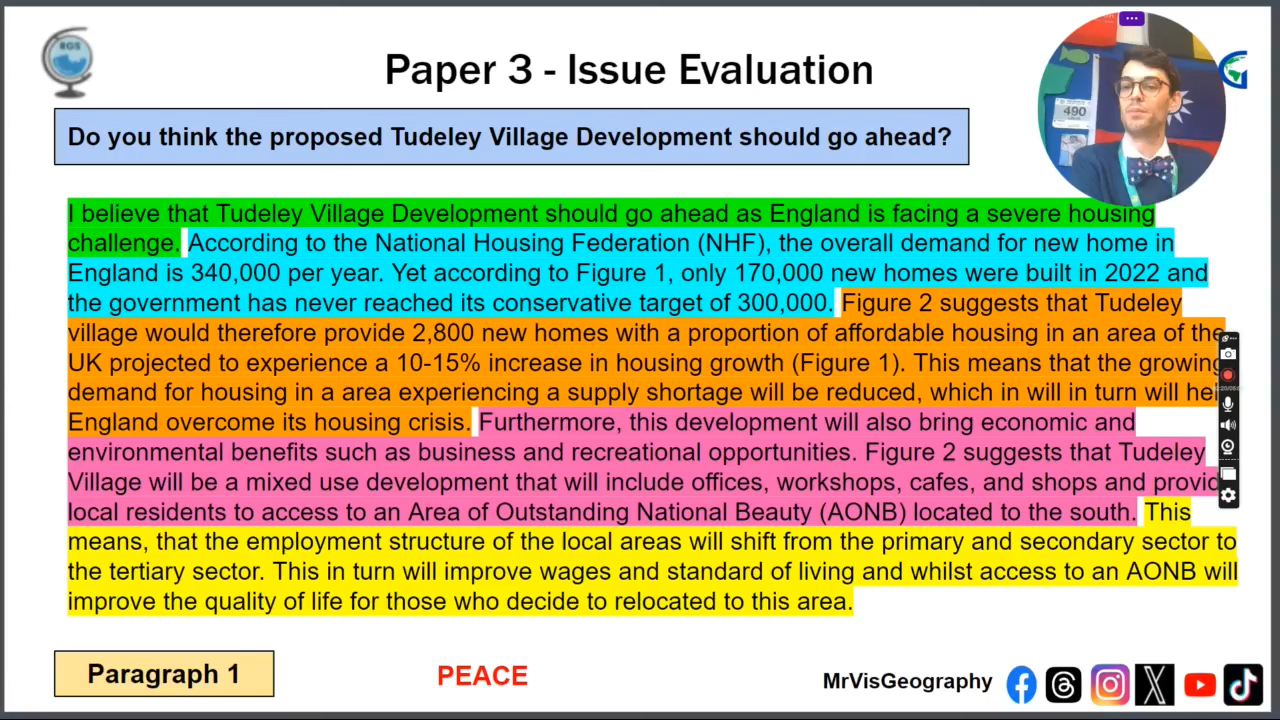 RGS
Paper 3 - Issue Evaluation
490
Do you think the proposed Tudeley Village Development should go ahead?
I believe that Tudeley Village Development should go ahead as England is facing a severe housing
challenge. According to the National Housing Federation (NHF), the overall demand for new home in
England is 340,000 per year. Yet according to Figure 1, only 170,000 new homes were built in 2022 and
the government has never reached its conservative target of 300,000. Figure 2 suggests that Tudeley
village would therefore provide 2,800 new homes with a proportion of affordable housing in an area of the
UK projected to experience a 10-15% increase in housing growth (Figure 1). This means that the growing
demand for housing in a area experiencing a supply shortage will be reduced, which in will in turn will hel
England overcome its housing crisis. Furthermore, this development will also bring economic and
environmental benefits such as business and recreational opportunities. Figure 2 suggests that Tudeley
Village will be a mixed use development that will include offices, workshops, cafes, and shops and provid
local residents to access to an Area of Outstanding National Beauty (AONB) located to the south. This
means, that the employment structure of the local areas will shift from the primary and secondary sector to
the tertiary sector. This in turn will improve wages and standard of living and whilst access to an AONB will
improve the quality of life for those who decide to relocated to this area.
Paragraph 1
PEACE
MrVisGeography